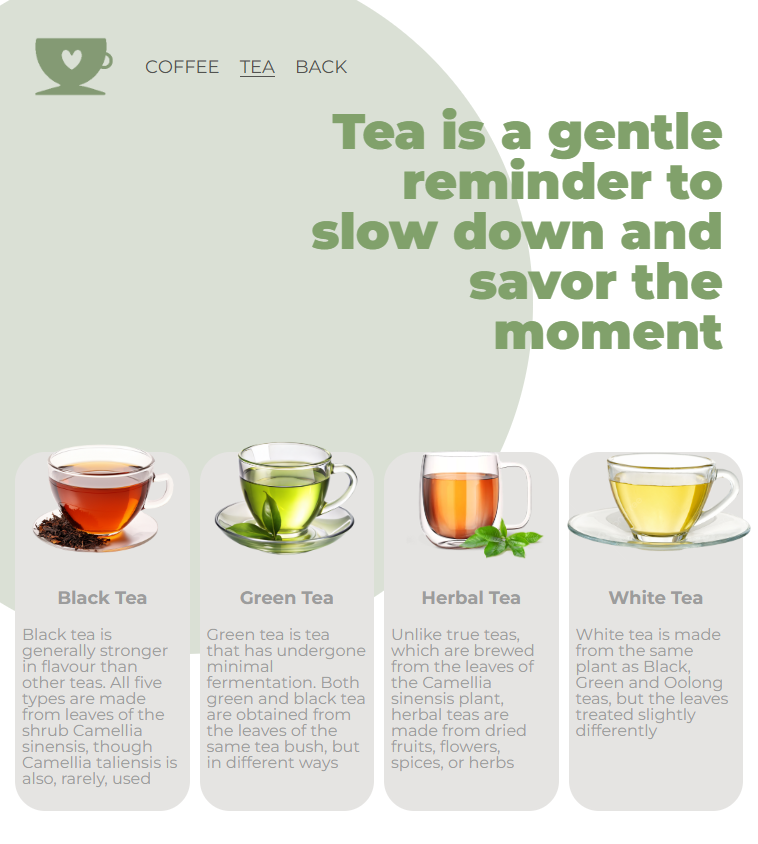 COFFEE TEA BACK
Tea is a gentle
reminder to
slow down and
savor the
moment
Black Tea
Black tea is
generally stronger
in flavour than
other teas. All five
types are made
from leaves of the
shrub Camellia
sinensis, though
Camellia taliensis is
also, rarely, used
Green Tea
Green tea is tea
that has undergone
minimal
fermentation. Both
green and black tea
are obtained from
the leaves of the
same tea bush, but
in different ways
Herbal Tea
Unlike true teas,
which are brewed
from the leaves of
the Camellia
sinensis plant,
herbal teas are
made from dried
fruits, flowers,
spices, or herbs
White Tea
White tea is made
from the same
plant as Black,
Green and Oolong
teas, but the leaves
treated slightly
differently